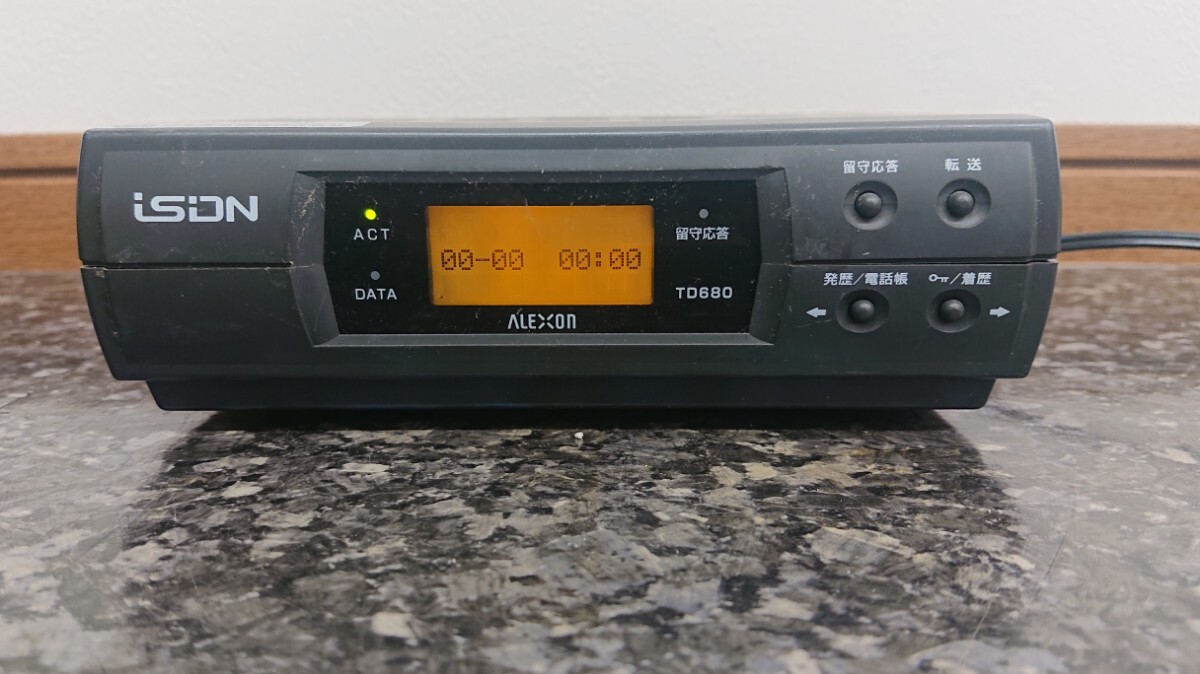 iSDN
ACT
DATA
00-00 00:00
ALEXON
留守応答
TD680
留守応答
転送
発歴/電話帳
/着歴